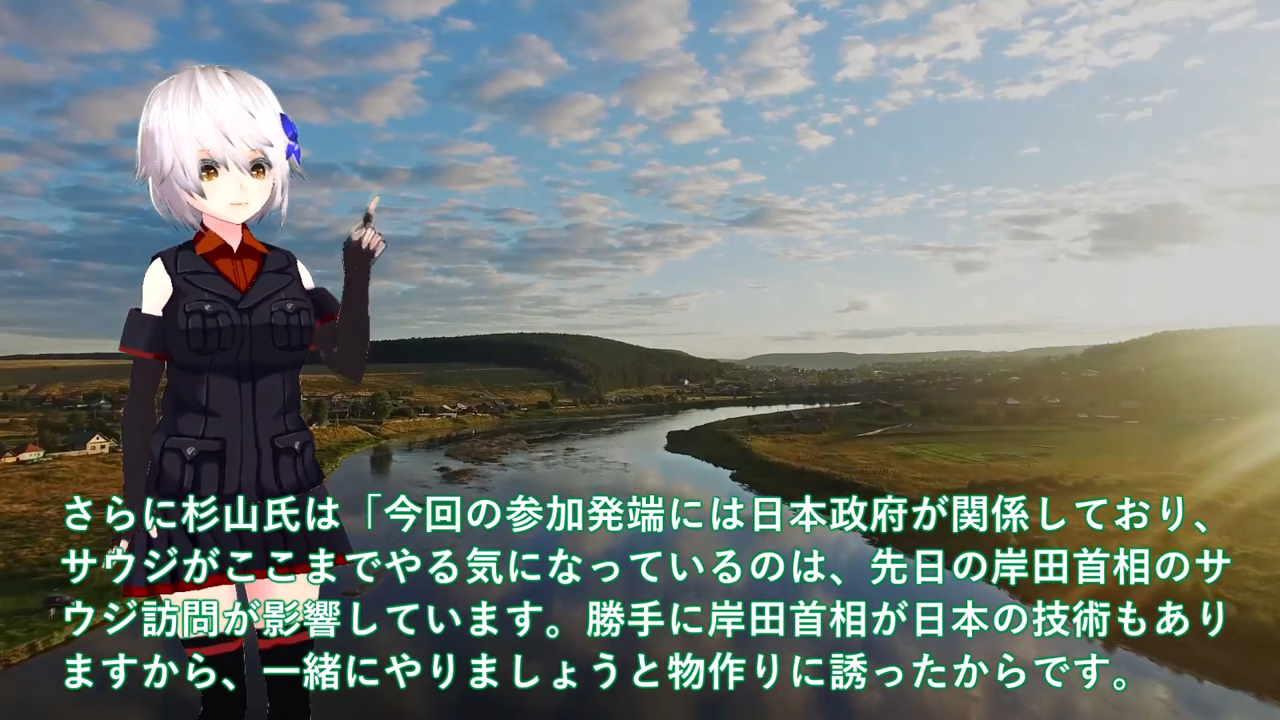 さらに杉山氏は「今回の参加発端には日本政府が関係しており、
サウジがここまでやる気になっているのは、先日の岸田首相のサ
ウジ訪問が影響しています。勝手に岸田首相が日本の技術もあり
ますから、一緒にやりましょうと物作りに誘ったからです。